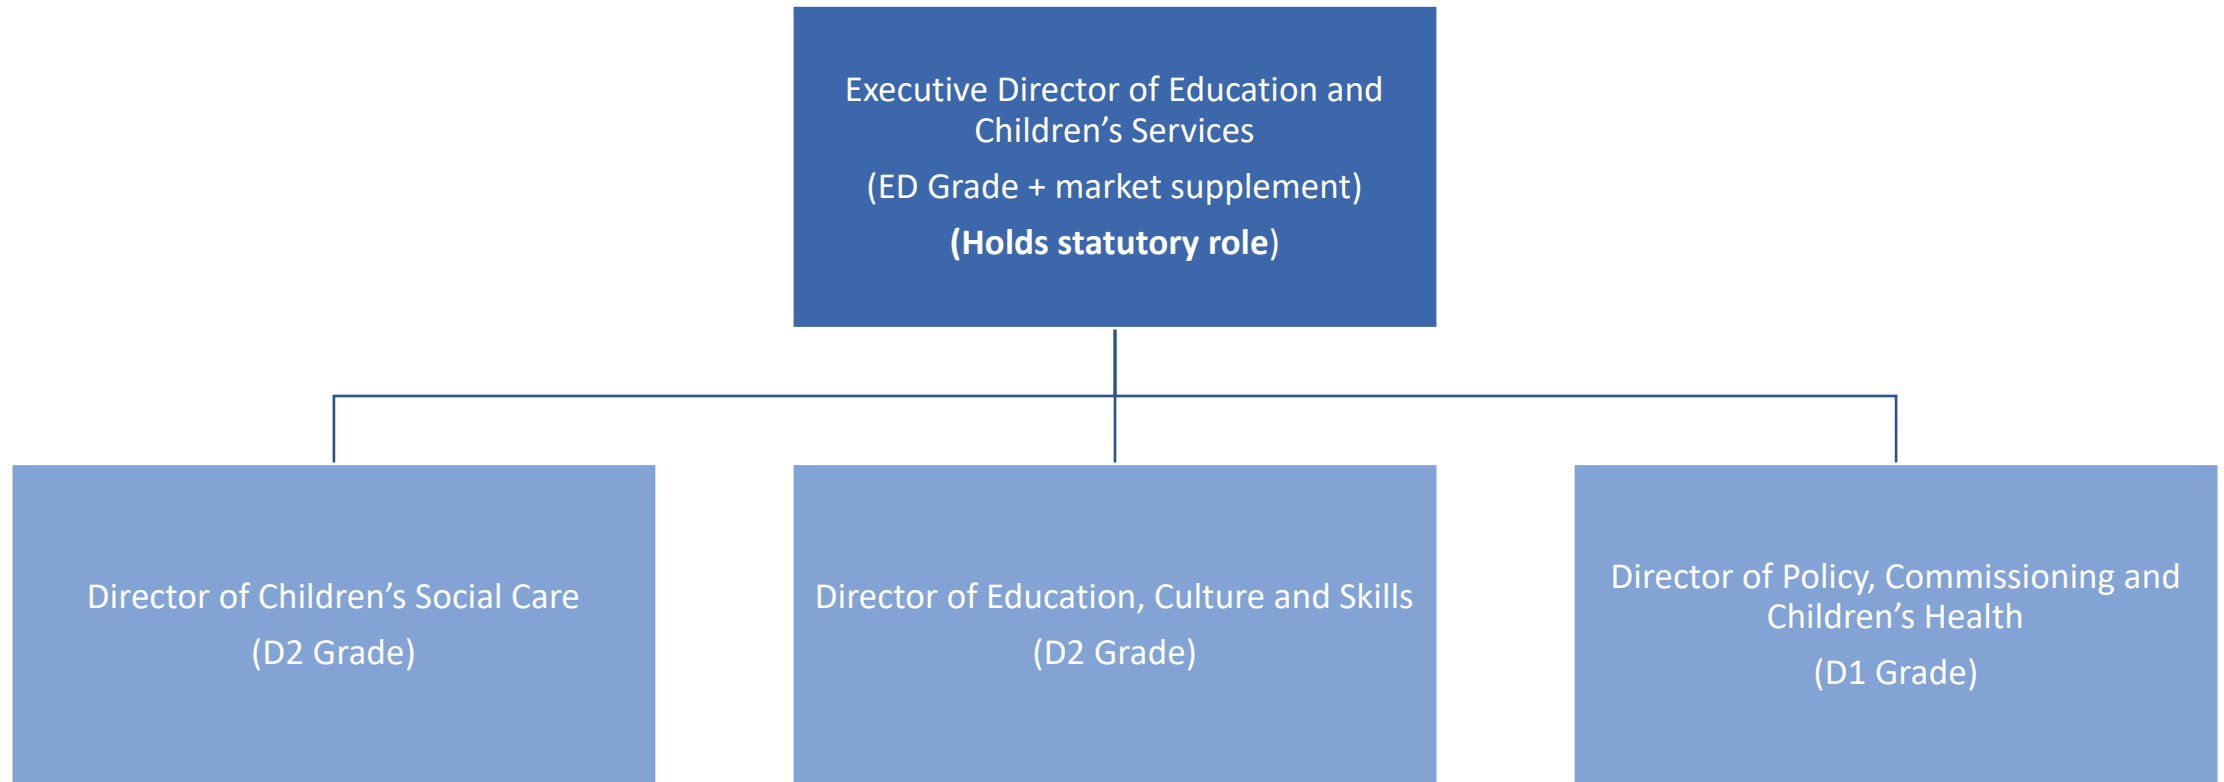 Executive Director of Education and
Children’s Services
(ED Grade + market supplement)
(Holds statutory role)
Director of Children’s Social Care
(D2 Grade)
Director of Education, Culture and Skills
(D2 Grade)
Director of Policy, Commissioning and
Children’s Health
(D1 Grade)